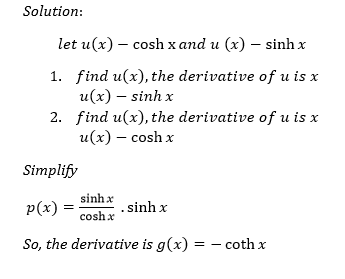 Solution:
let u(x) – cosh x and u (x) – sinh x
1. find u(x), the derivative of u is x
u(x) – sinh x
2. find u(x), the derivative of u is x
u(x) – cosh x
Simplify
p(x) = sinh x / cosh x . sinh x
So, the derivative is g(x) = – coth x